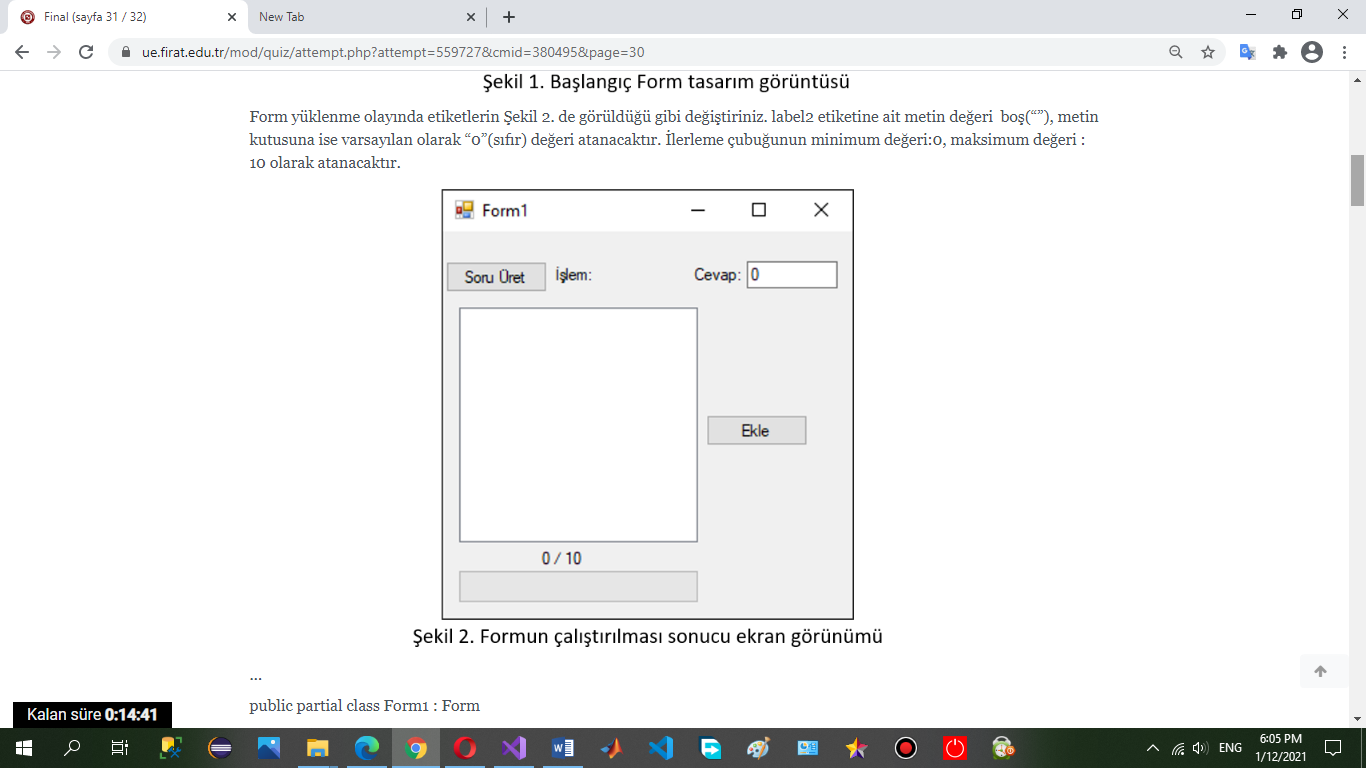 Final (sayfa 31 / 32)
New Tab
ue.firat.edu.tr/mod/quiz/attempt.php?attempt=559727&cmid=380495&page=30
Şekil 1. Başlangıç Form tasarım görüntüsü
Form yüklenme olayında etiketlerin Şekil 2. de görüldüğü gibi değiştiriniz. label2 etiketine ait metin değeri  boş(“”), metin
kutusuna ise varsayılan olarak “0”(sıfır) değeri atanacaktır. İlerleme çubuğunun minimum değeri:0, maksimum değeri :
10 olarak atanacaktır.
Form1
Soru Üret
İşlem:
Cevap:
0
Ekle
0 / 10
Şekil 2. Formun çalıştırılması sonucu ekran görünümü
...
public partial class Form1 : Form
Kalan süre 0:14:41
ENG
6:05 PM
1/12/2021